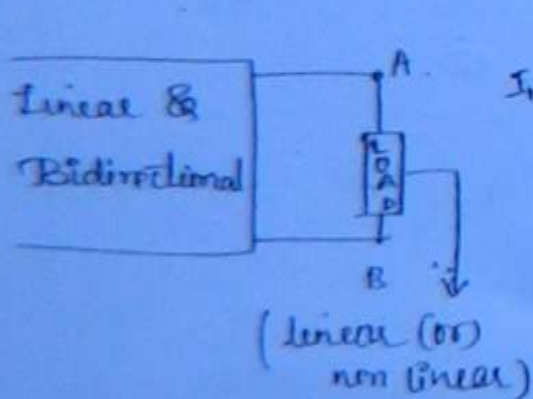 Linear &
Bidirectional
A
LOAD
B
(linear (or)
non linear)